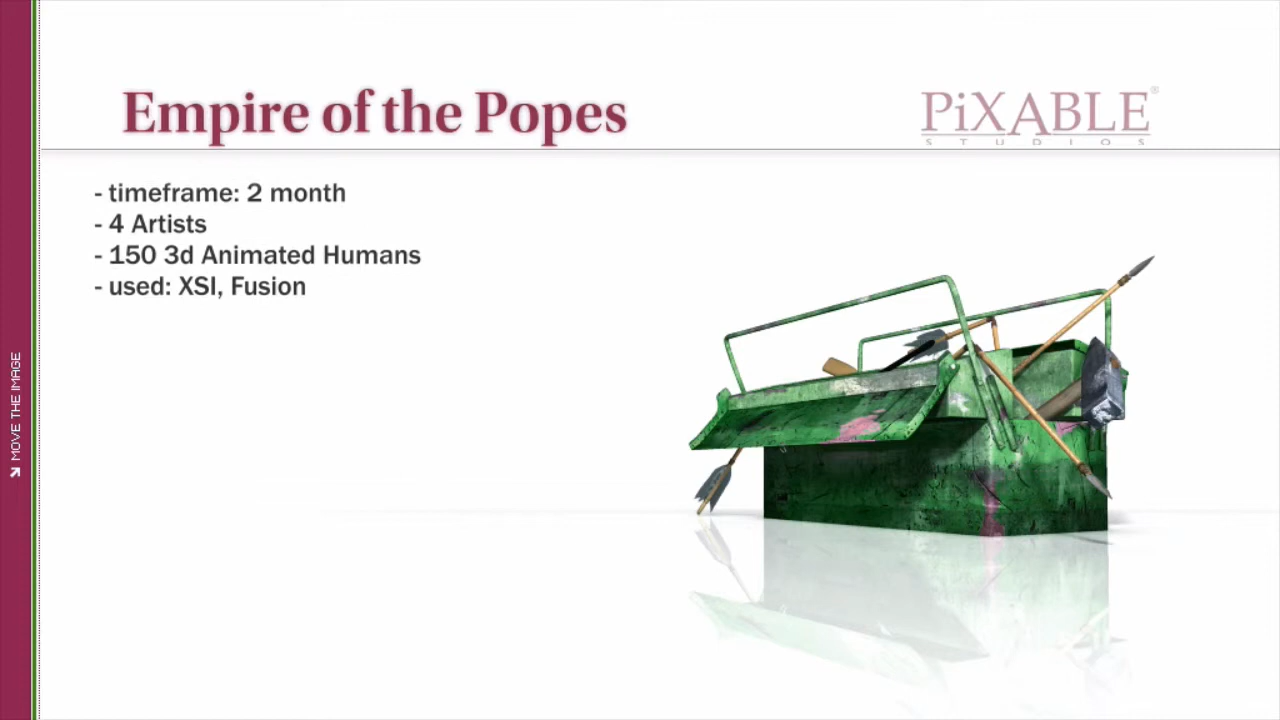 Empire of the Popes
PiXABLE®
STUDIOS
- timeframe: 2 month
- 4 Artists
- 150 3d Animated Humans
- used: XSI, Fusion
MOVE THE IMAGE